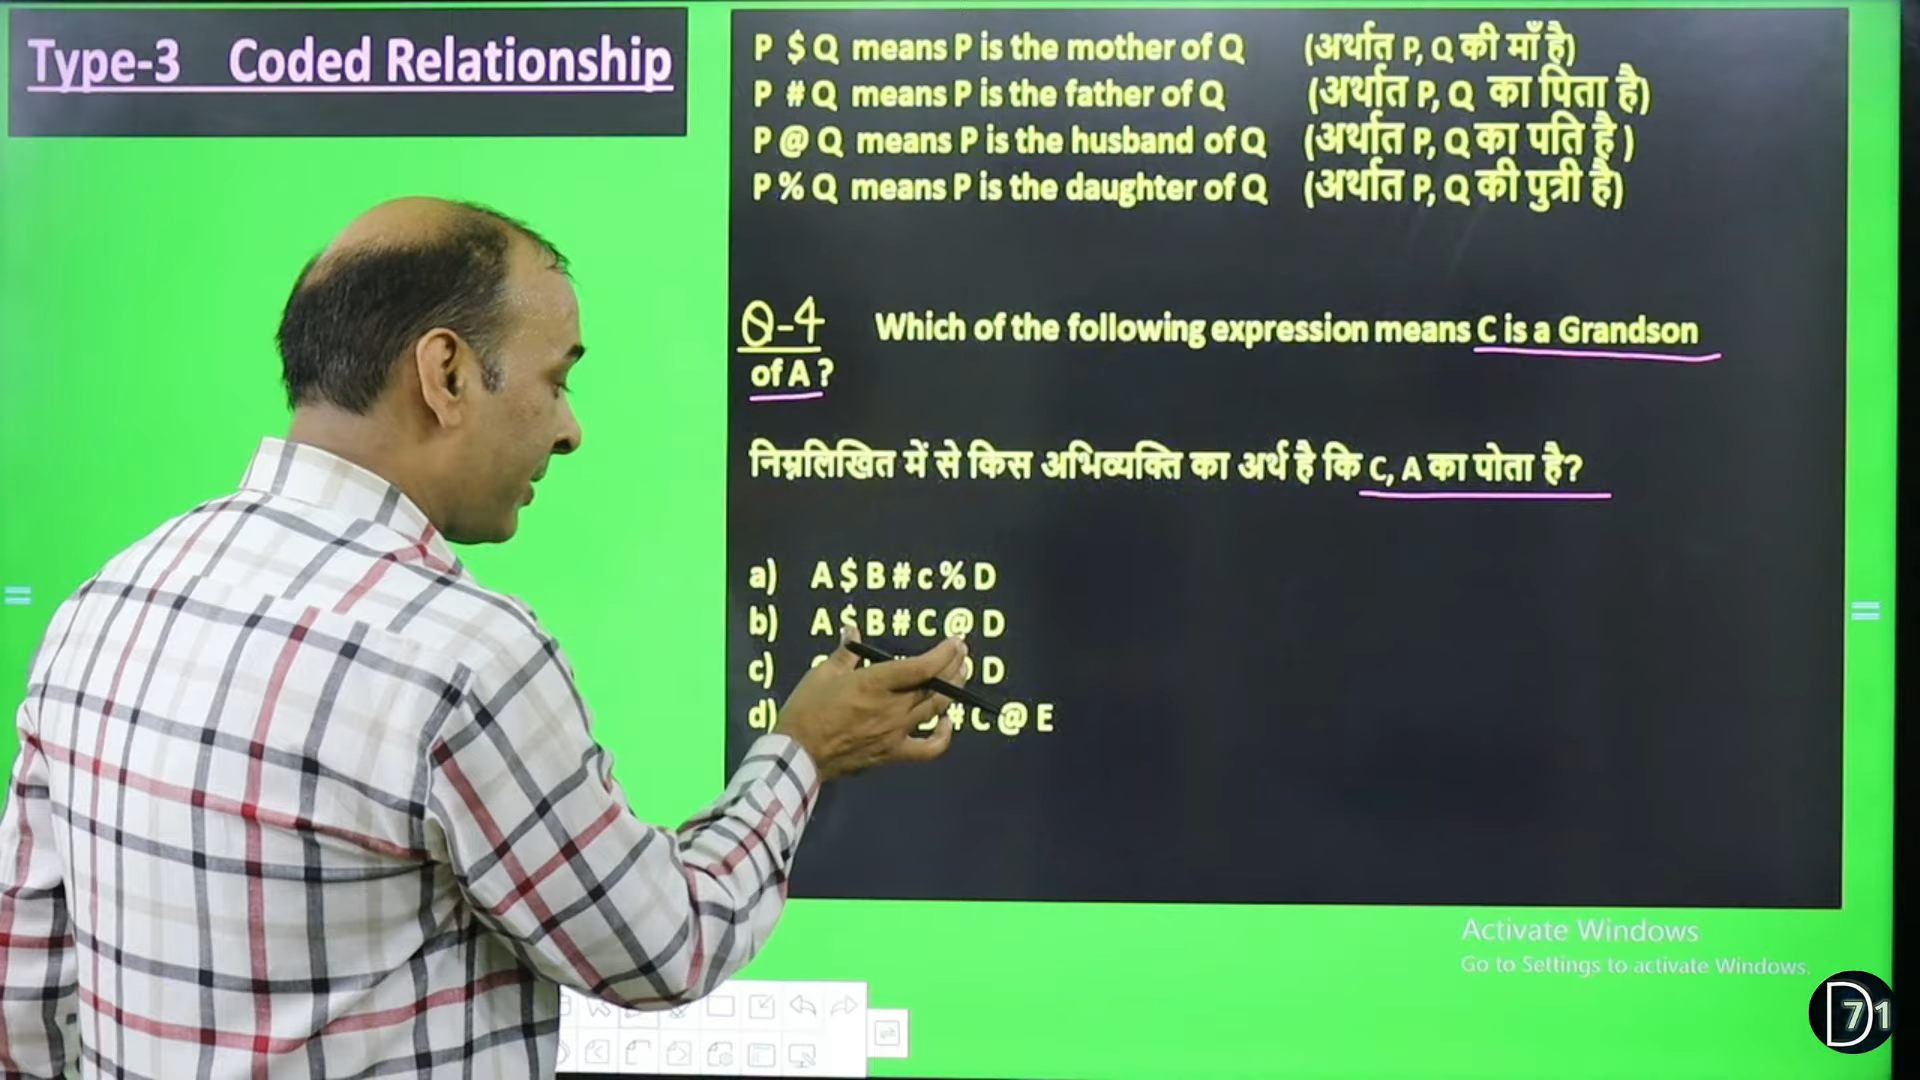 Type-3 Coded Relationship
P $ Q means P is the mother of Q (अर्थात P, Q की माँ है)
P # Q means P is the father of Q (अर्थात P, Q का पिता है)
P @ Q means P is the husband of Q (अर्थात P, Q का पति है )
P % Q means P is the daughter of Q (अर्थात P, Q की पुत्री है)
Q-4 Which of the following expression means C is a Grandson
of A ?
निम्नलिखित में से किस अभिव्यक्ति का अर्थ है कि C, A का पोता है?
a) A $ B # c % D
b) A $ B # C @ D
c) D
d) # C @ E
Activate Windows
Go to Settings to activate Windows.
D 71